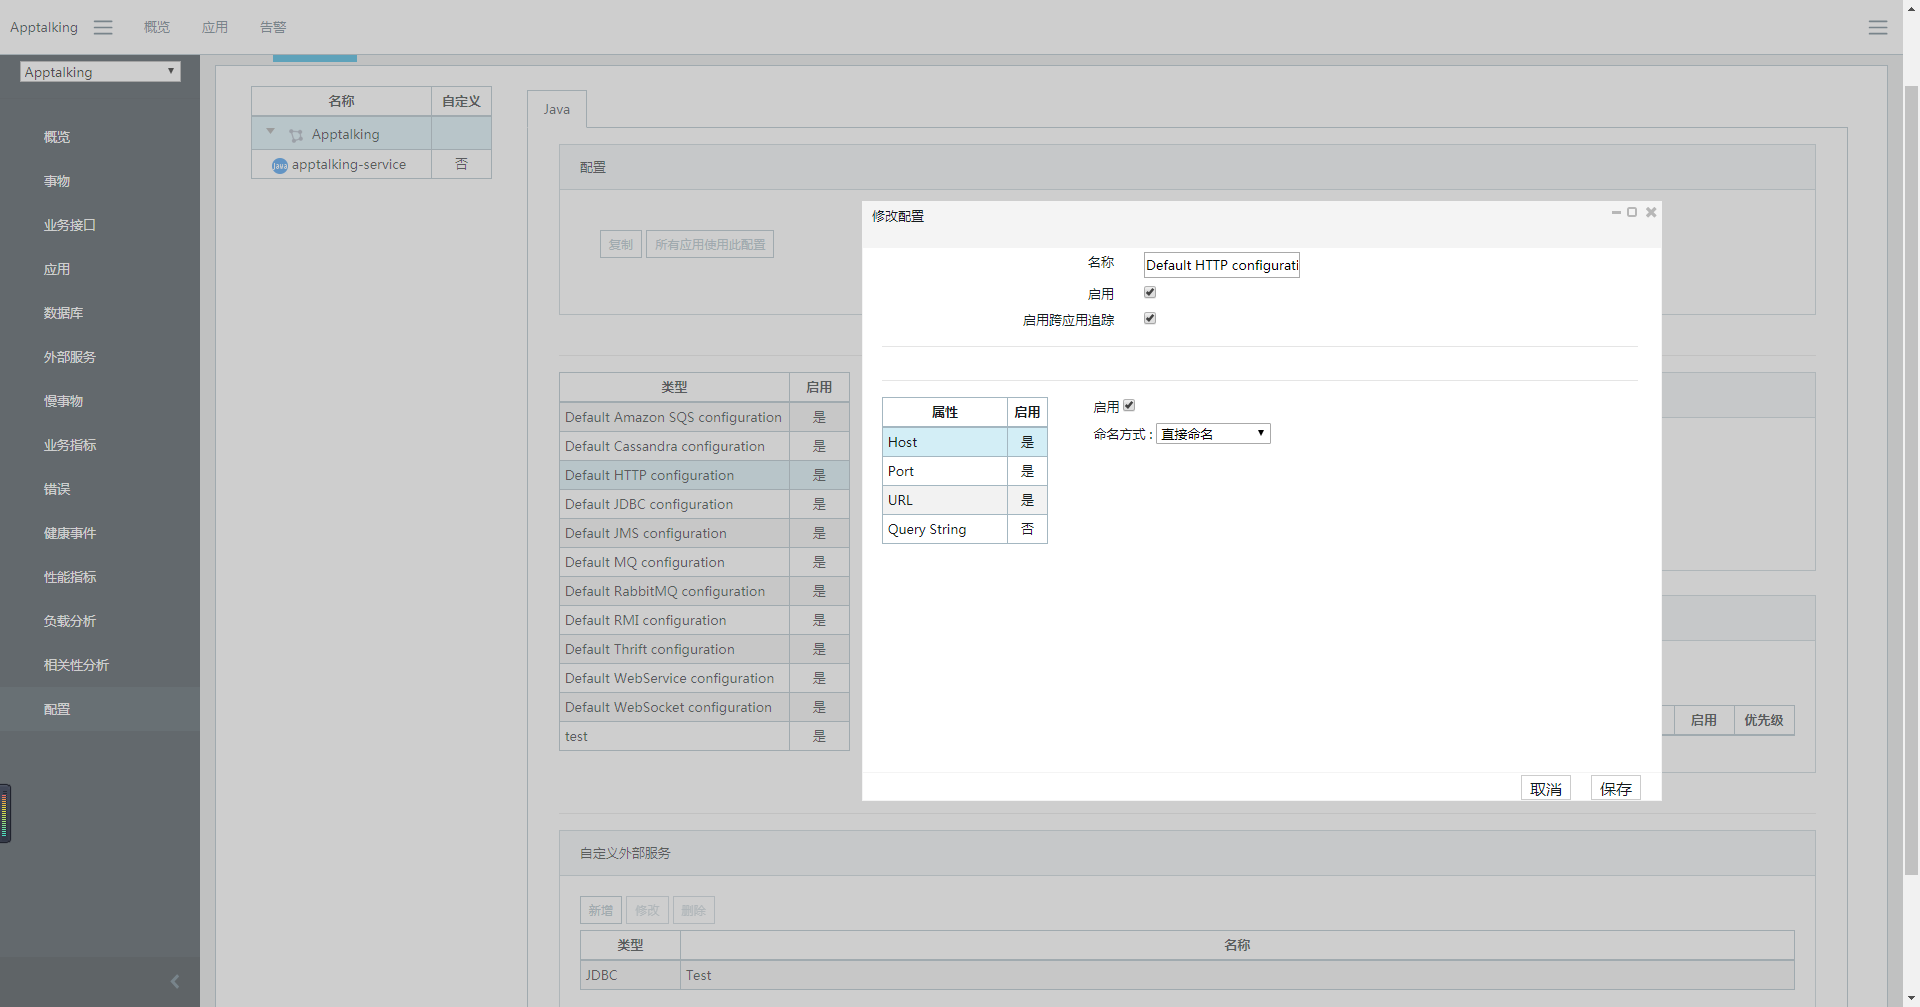 Apptalking 概览 应用 告警
Apptalking
概览
事物
业务接口
应用
数据库
外部服务
慢事物
业务指标
错误
健康事件
性能指标
负载分析
相关性分析
配置
名称 自定义
Apptalking
apptalking-service 否
Java
配置
复制 所有应用使用此配置
类型 启用
Default Amazon SQS configuration 是
Default Cassandra configuration 是
Default HTTP configuration 是
Default JDBC configuration 是
Default JMS configuration 是
Default MQ configuration 是
Default RabbitMQ configuration 是
Default RMI configuration 是
Default Thrift configuration 是
Default WebService configuration 是
Default WebSocket configuration 是
test 是
修改配置
名称 Default HTTP configurati
启用
启用跨应用追踪
属性 启用
Host 是
Port 是
URL 是
Query String 否
启用
命名方式 : 直接命名
取消 保存
启用 优先级
自定义外部服务
新增 修改 删除
类型 名称
JDBC Test